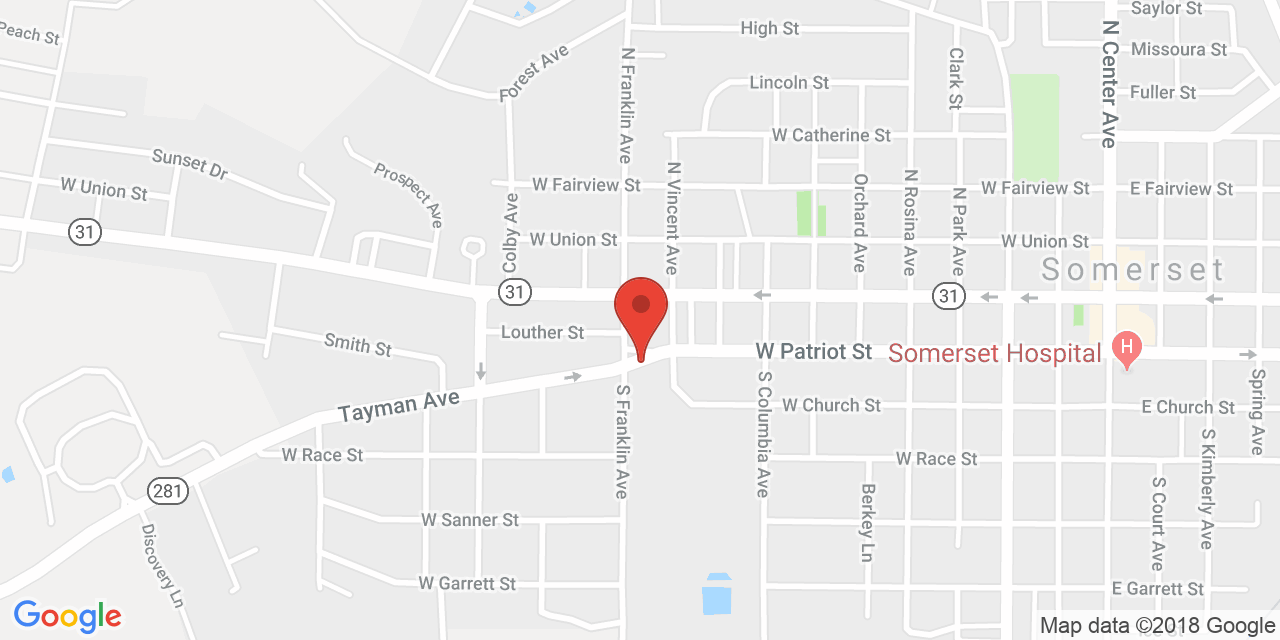 Peach St
High St
Saylor St
N Center Ave
Missoura St
Forest Ave
N Franklin Ave
Clark St
Lincoln St
Fuller St
W Catherine St
Sunset Dr
W Union St
Prospect Ave
W Fairview St
W Fairview St
E Fairview St
N Vincent Ave
Orchard Ave
N Rosina Ave
N Park Ave
Colby Ave
31
W Union St
W Union St
Somerset
31
31
Louther St
Smith St
W Patriot St
Somerset Hospital
H
Tayman Ave
S Franklin Ave
S Columbia Ave
W Church St
E Church St
Spring Ave
W Race St
W Race St
S Kimberly Ave
281
Berkey Ln
S Court Ave
W Sanner St
Discovery Ln
W Garrett St
E Garrett St
Google
Map data ©2018 Google